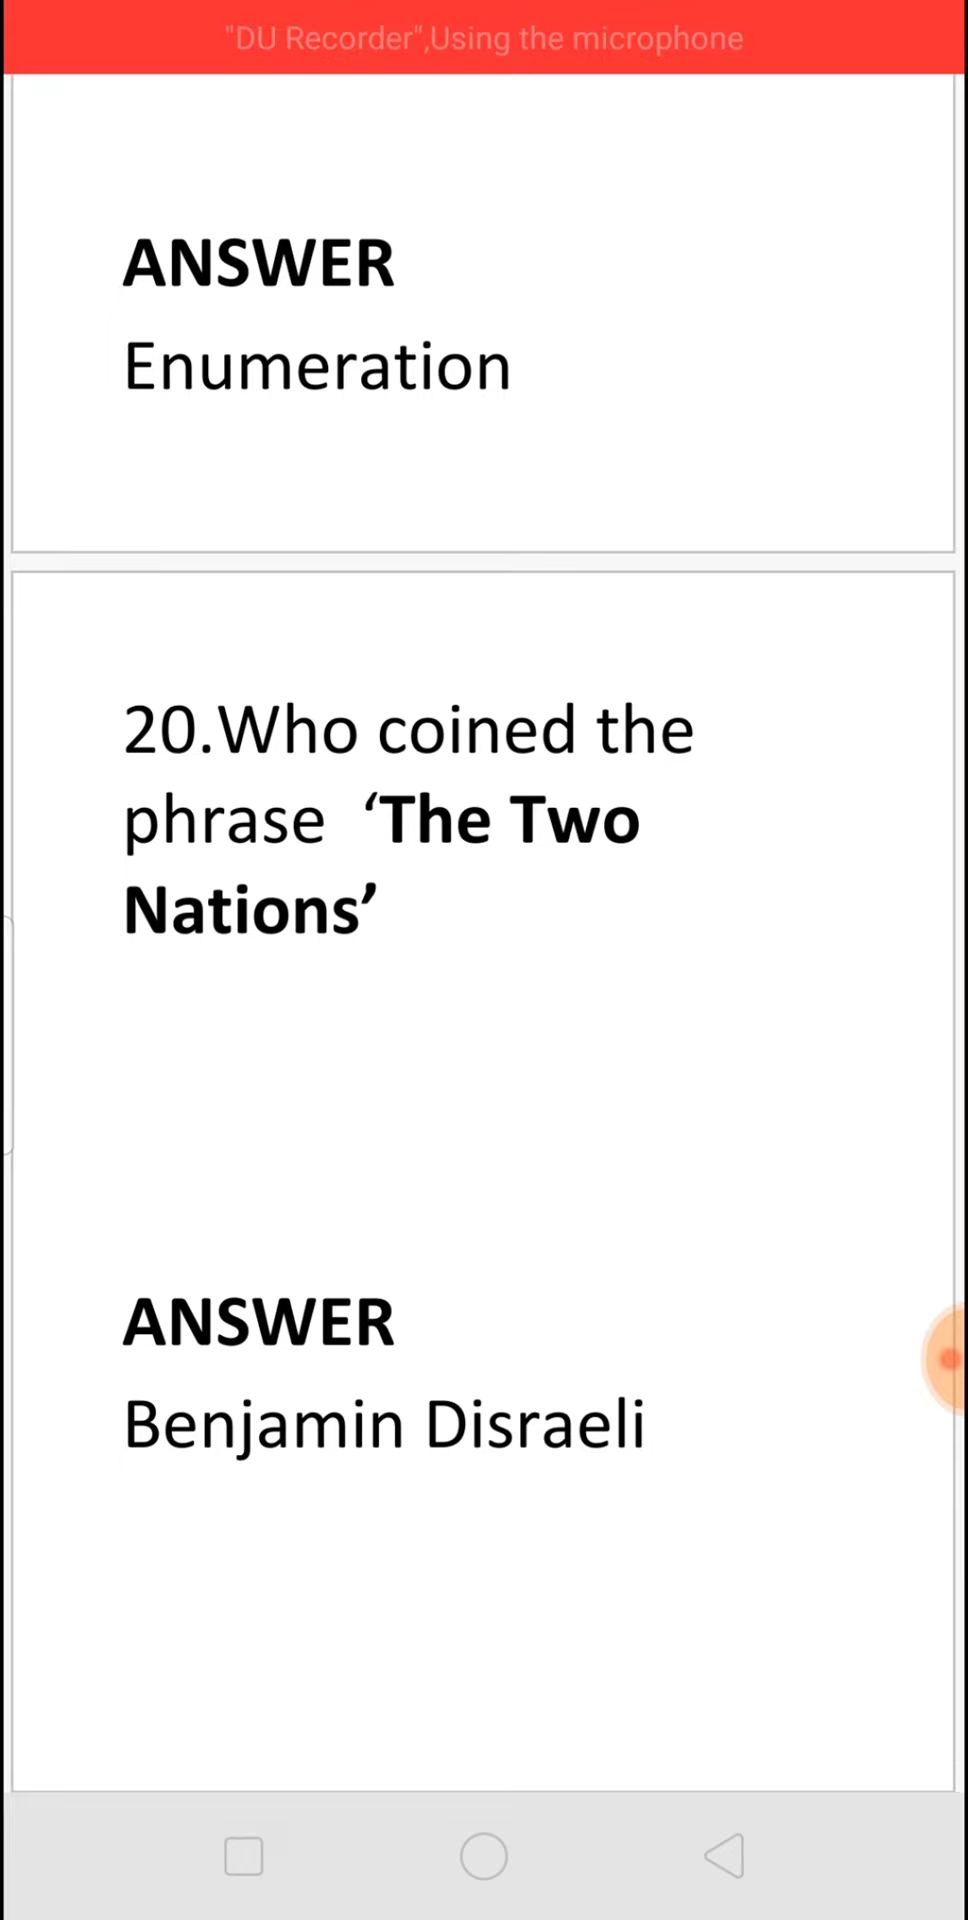 "DU Recorder",Using the microphone
ANSWER
Enumeration
20.Who coined the
phrase  ‘The Two
Nations’
ANSWER
Benjamin Disraeli